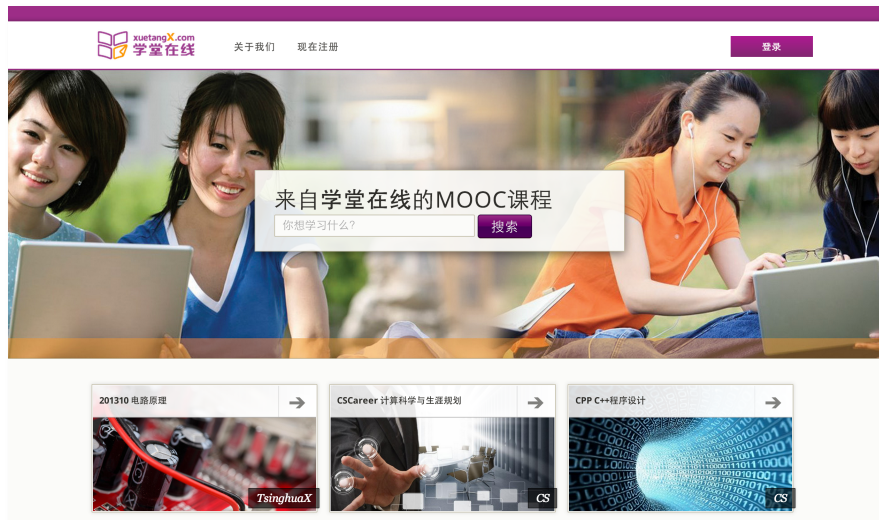 xuetangX.com
学堂在线
关于我们
现在注册
登录
来自学堂在线的MOOC课程
你想学习什么?
搜索
201310 电路原理
CSCareer 计算科学与生涯规划
CPP C++程序设计
TsinghuaX
CS
CS